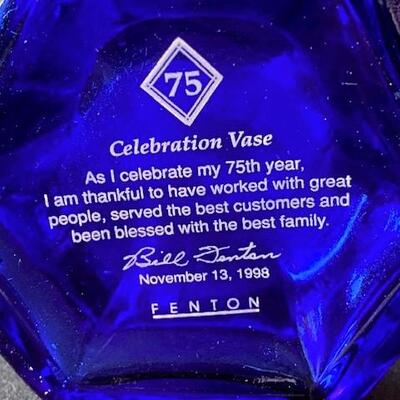 75
Celebration Vase
As I celebrate my 75th year,
I am thankful to have worked with great
people, served the best customers and
been blessed with the best family.
Bill Fenton
November 13, 1998
FENTON